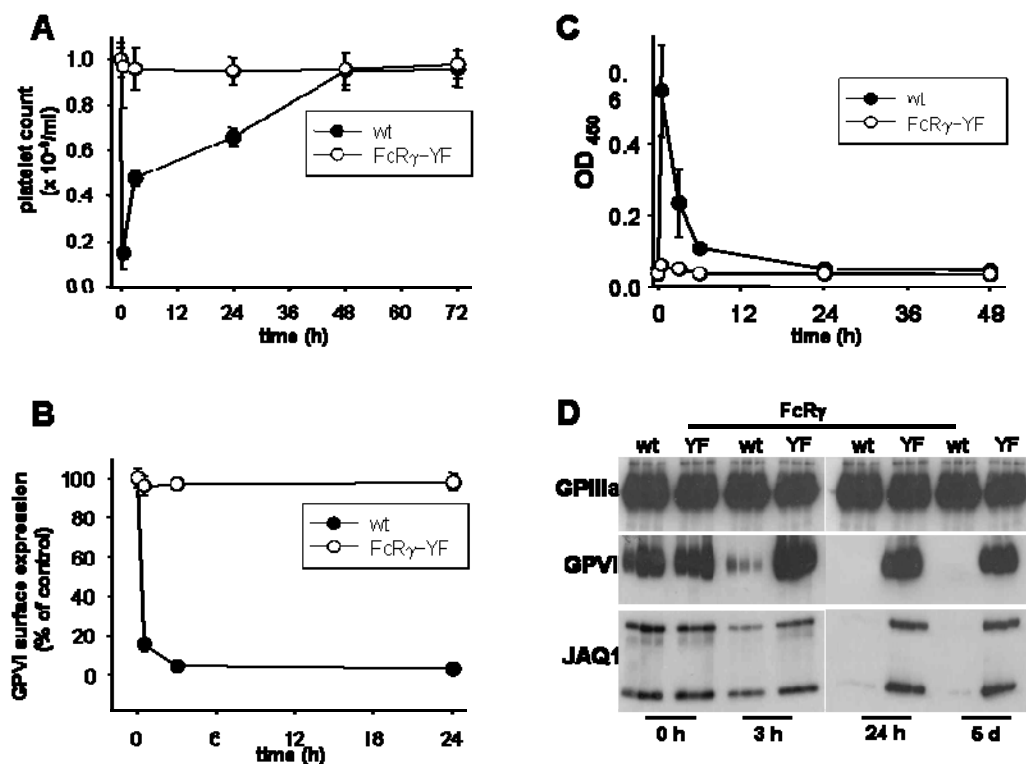 A
platelet count
(x 10⁻⁹/ml)
1.0
0.8
0.6
0.4
0.2
0.0
wt
FcRγ-YF
0 12 24 36 48 60 72
time (h)
C
OD 450
0.
6
0.4
0.2
0.0
wt
FcRγ-YF
0 12 24 36 48
time (h)
B
GPVI surface expression
(% of control)
100
80
60
40
20
0
wt
FcRγ-YF
0 6 12 18 24
time (h)
D
FcRγ
wt YF wt YF wt YF wt YF
GPIIIa
GPVI
JAQ1
0 h 3 h 24 h 5 d